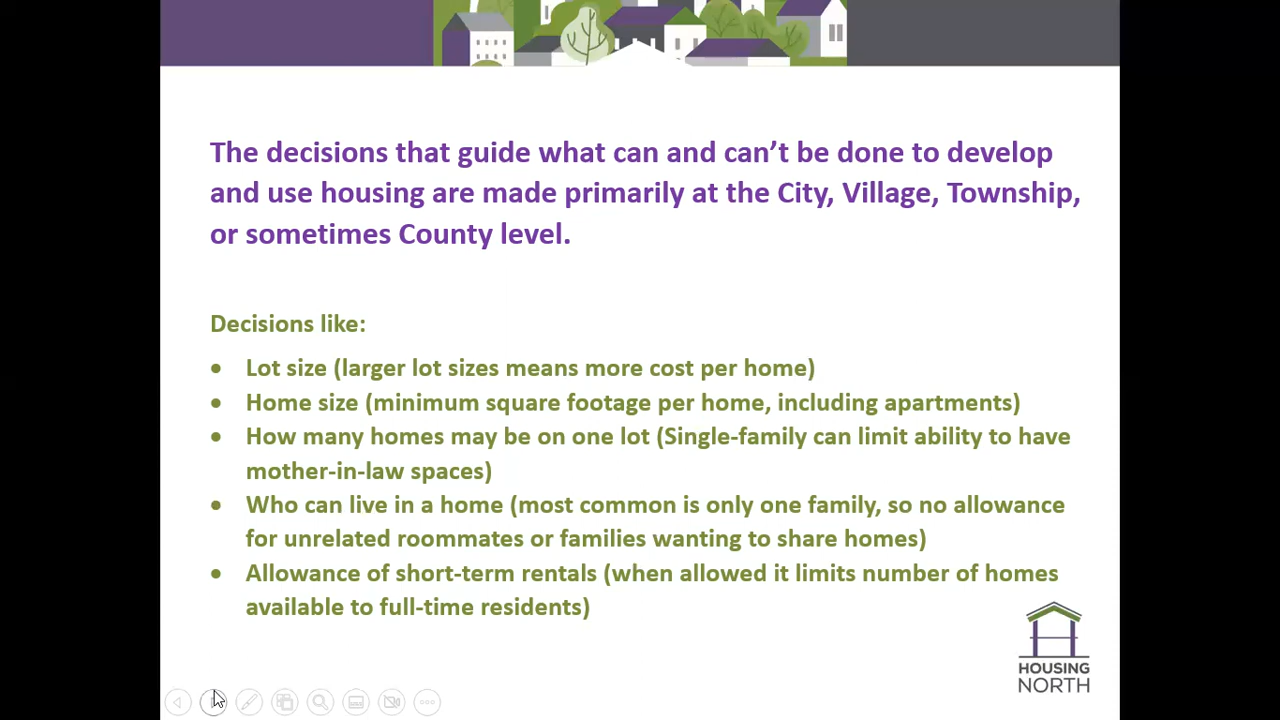 The decisions that guide what can and can’t be done to develop
and use housing are made primarily at the City, Village, Township,
or sometimes County level.
Decisions like:
• Lot size (larger lot sizes means more cost per home)
• Home size (minimum square footage per home, including apartments)
• How many homes may be on one lot (Single-family can limit ability to have
mother-in-law spaces)
• Who can live in a home (most common is only one family, so no allowance
for unrelated roommates or families wanting to share homes)
• Allowance of short-term rentals (when allowed it limits number of homes
available to full-time residents)
HOUSING
NORTH